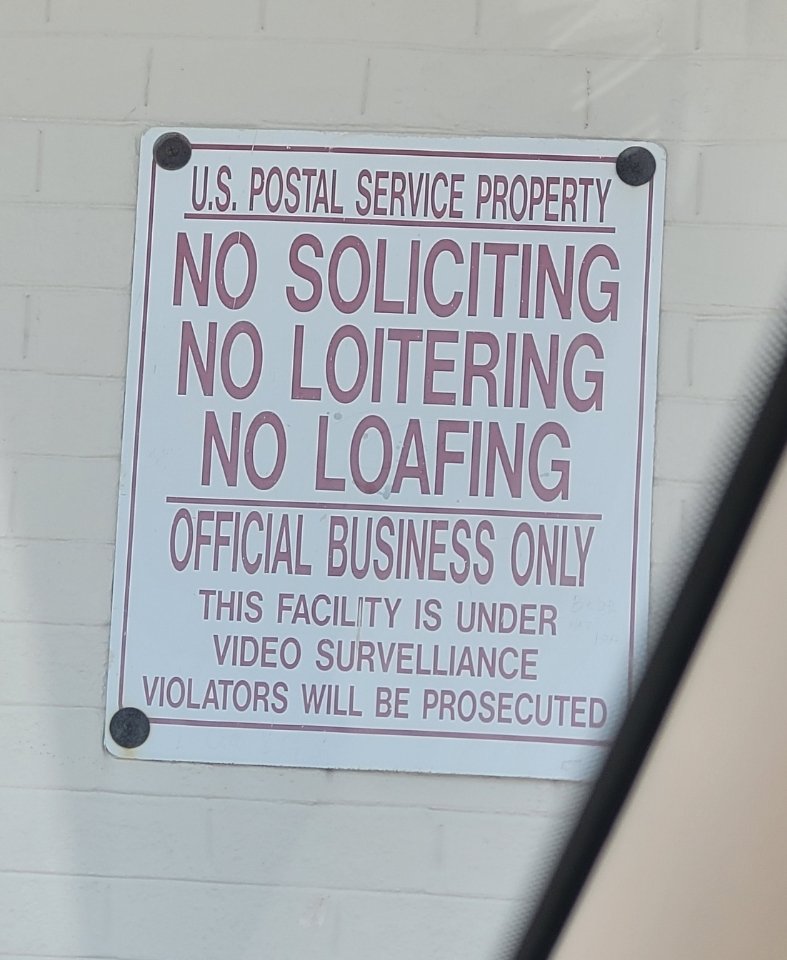 U.S. POSTAL SERVICE PROPERTY
NO SOLICITING
NO LOITERING
NO LOAFING
OFFICIAL BUSINESS ONLY
THIS FACILITY IS UNDER
VIDEO SURVELLIANCE
VIOLATORS WILL BE PROSECUTED